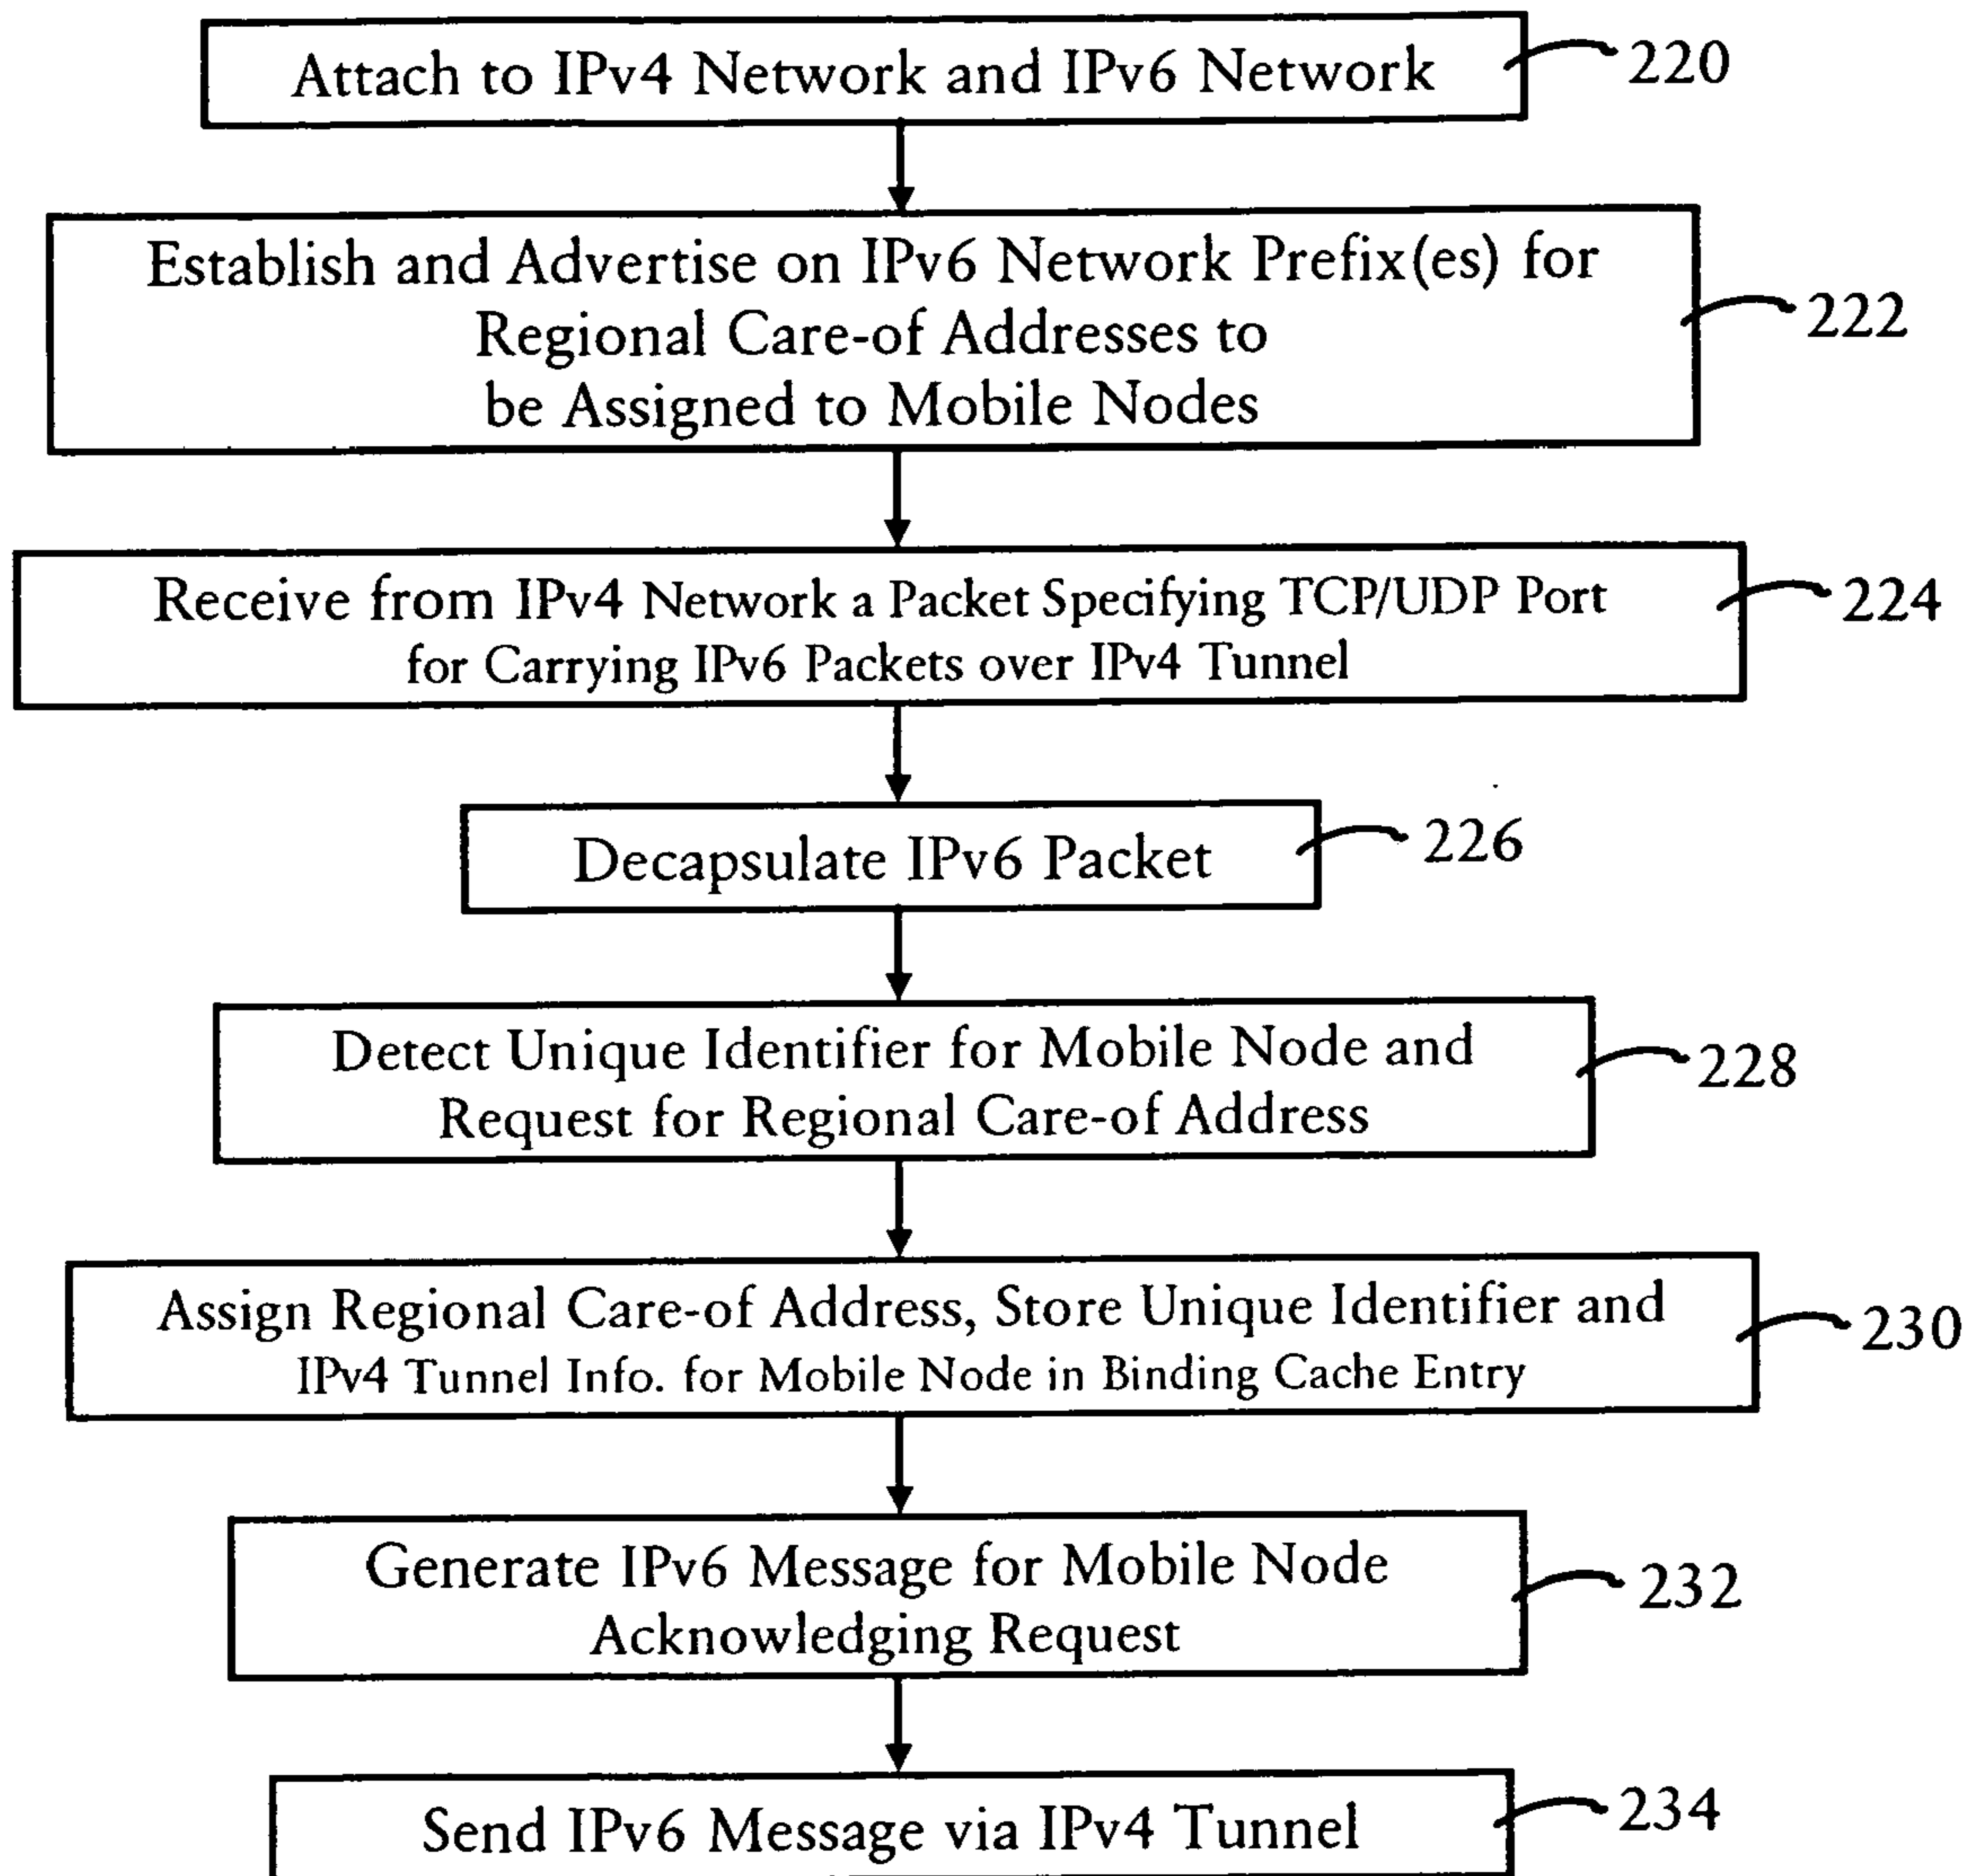 Attach to IPv4 Network and IPv6 Network
220
Establish and Advertise on IPv6 Network Prefix(es) for
Regional Care-of Addresses to
be Assigned to Mobile Nodes
222
Receive from IPv4 Network a Packet Specifying TCP/UDP Port
for Carrying IPv6 Packets over IPv4 Tunnel
224
Decapsulate IPv6 Packet
226
Detect Unique Identifier for Mobile Node and
Request for Regional Care-of Address
228
Assign Regional Care-of Address, Store Unique Identifier and
IPv4 Tunnel Info. for Mobile Node in Binding Cache Entry
230
Generate IPv6 Message for Mobile Node
Acknowledging Request
232
Send IPv6 Message via IPv4 Tunnel
234